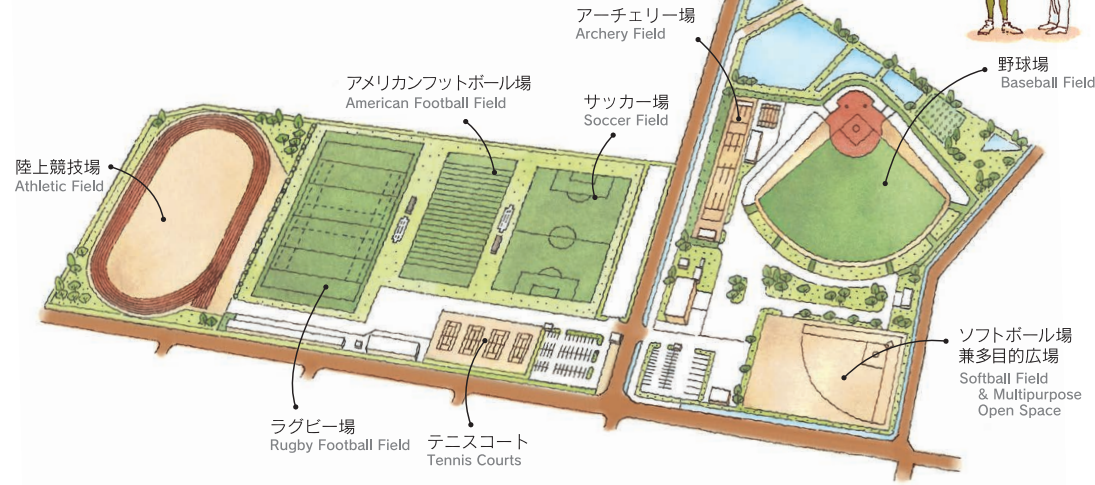 アーチェリー場
Archery Field
野球場
Baseball Field
アメリカンフットボール場
American Football Field
サッカー場
Soccer Field
陸上競技場
Athletic Field
ソフトボール場
兼多目的広場
Softball Field
& Multipurpose
Open Space
ラグビー場
Rugby Football Field
テニスコート
Tennis Courts